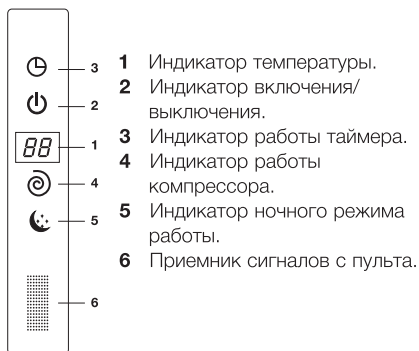 3
2
88
1
4
5
6
1 Индикатор температуры.
2 Индикатор включения/
выключения.
3 Индикатор работы таймера.
4 Индикатор работы
компрессора.
5 Индикатор ночного режима
работы.
6 Приемник сигналов с пульта.